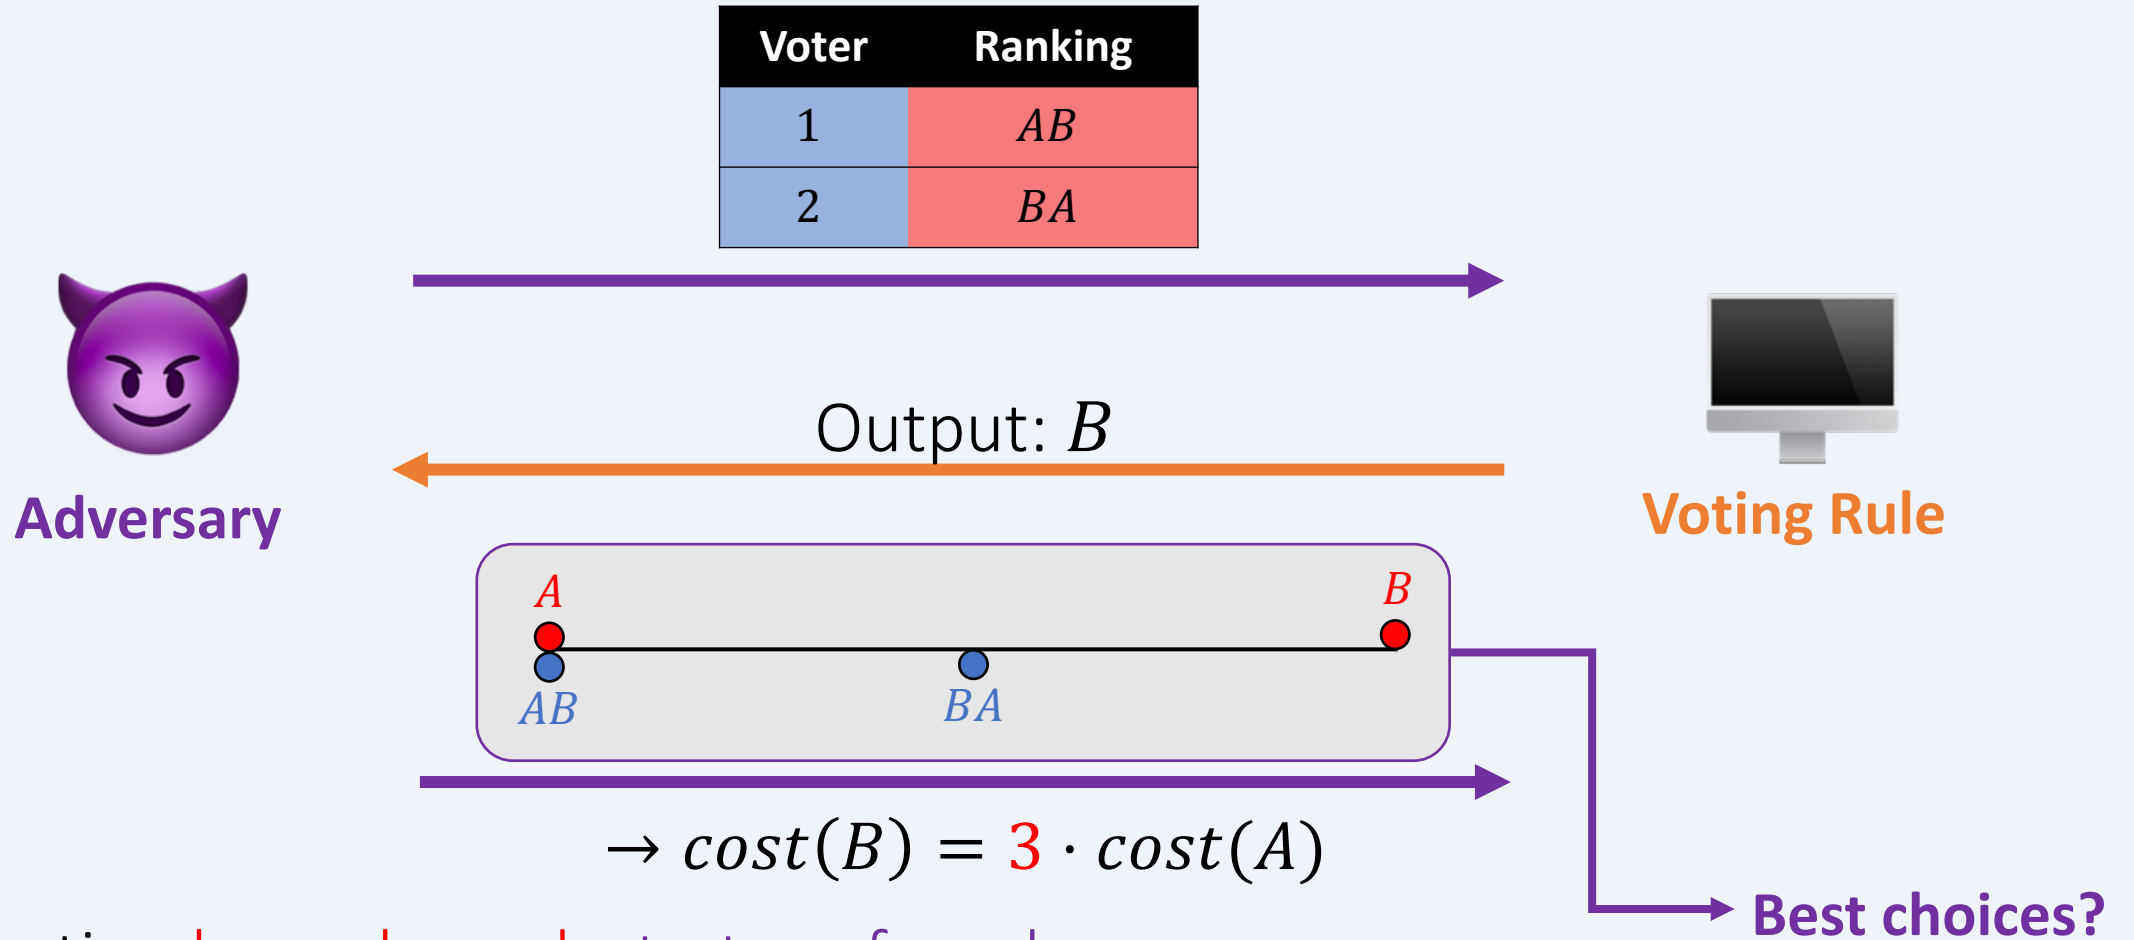 Voter Ranking
1 AB
2 BA
Output: B
Adversary
Voting Rule
A B
AB BA
→ cost(B) = 3 · cost(A)
Best choices?